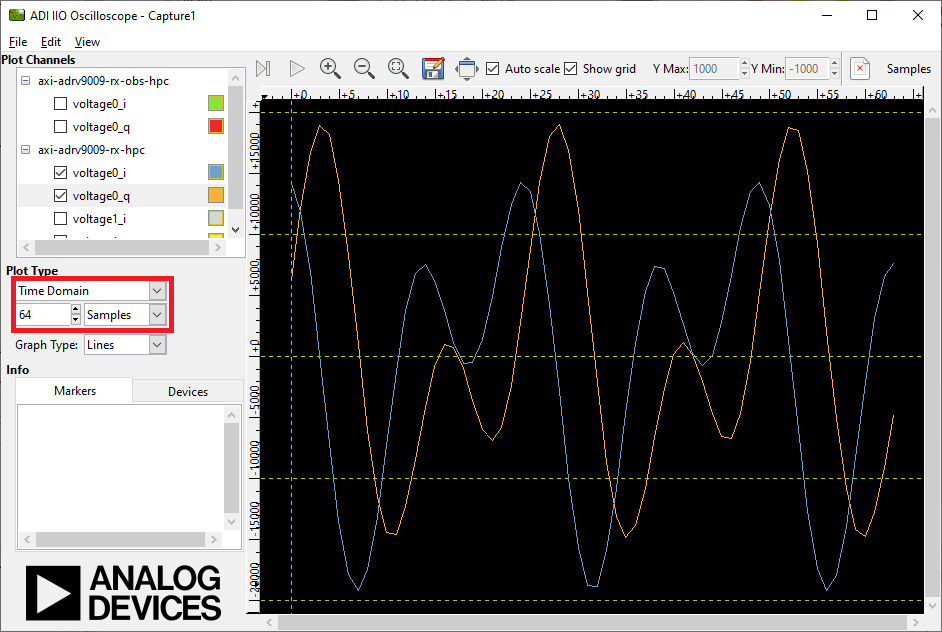 ADI IIO Oscilloscope - Capture1
File Edit View
Plot Channels
axi-adrv9009-rx-obs-hpc
voltage0_i
voltage0_q
axi-adrv9009-rx-hpc
voltage0_i
voltage0_q
voltage1_i
Plot Type
Time Domain
64 Samples
Graph Type: Lines
Info
Markers Devices
ANALOG
DEVICES
Auto scale Show grid Y Max: 1000 Y Min: -1000 Samples
+0 +5 +10 +15 +20 +25 +30 +35 +40 +45 +50 +55 +60
+15000
+10000
+5000
+0
-5000
-10000
-15000
-20000